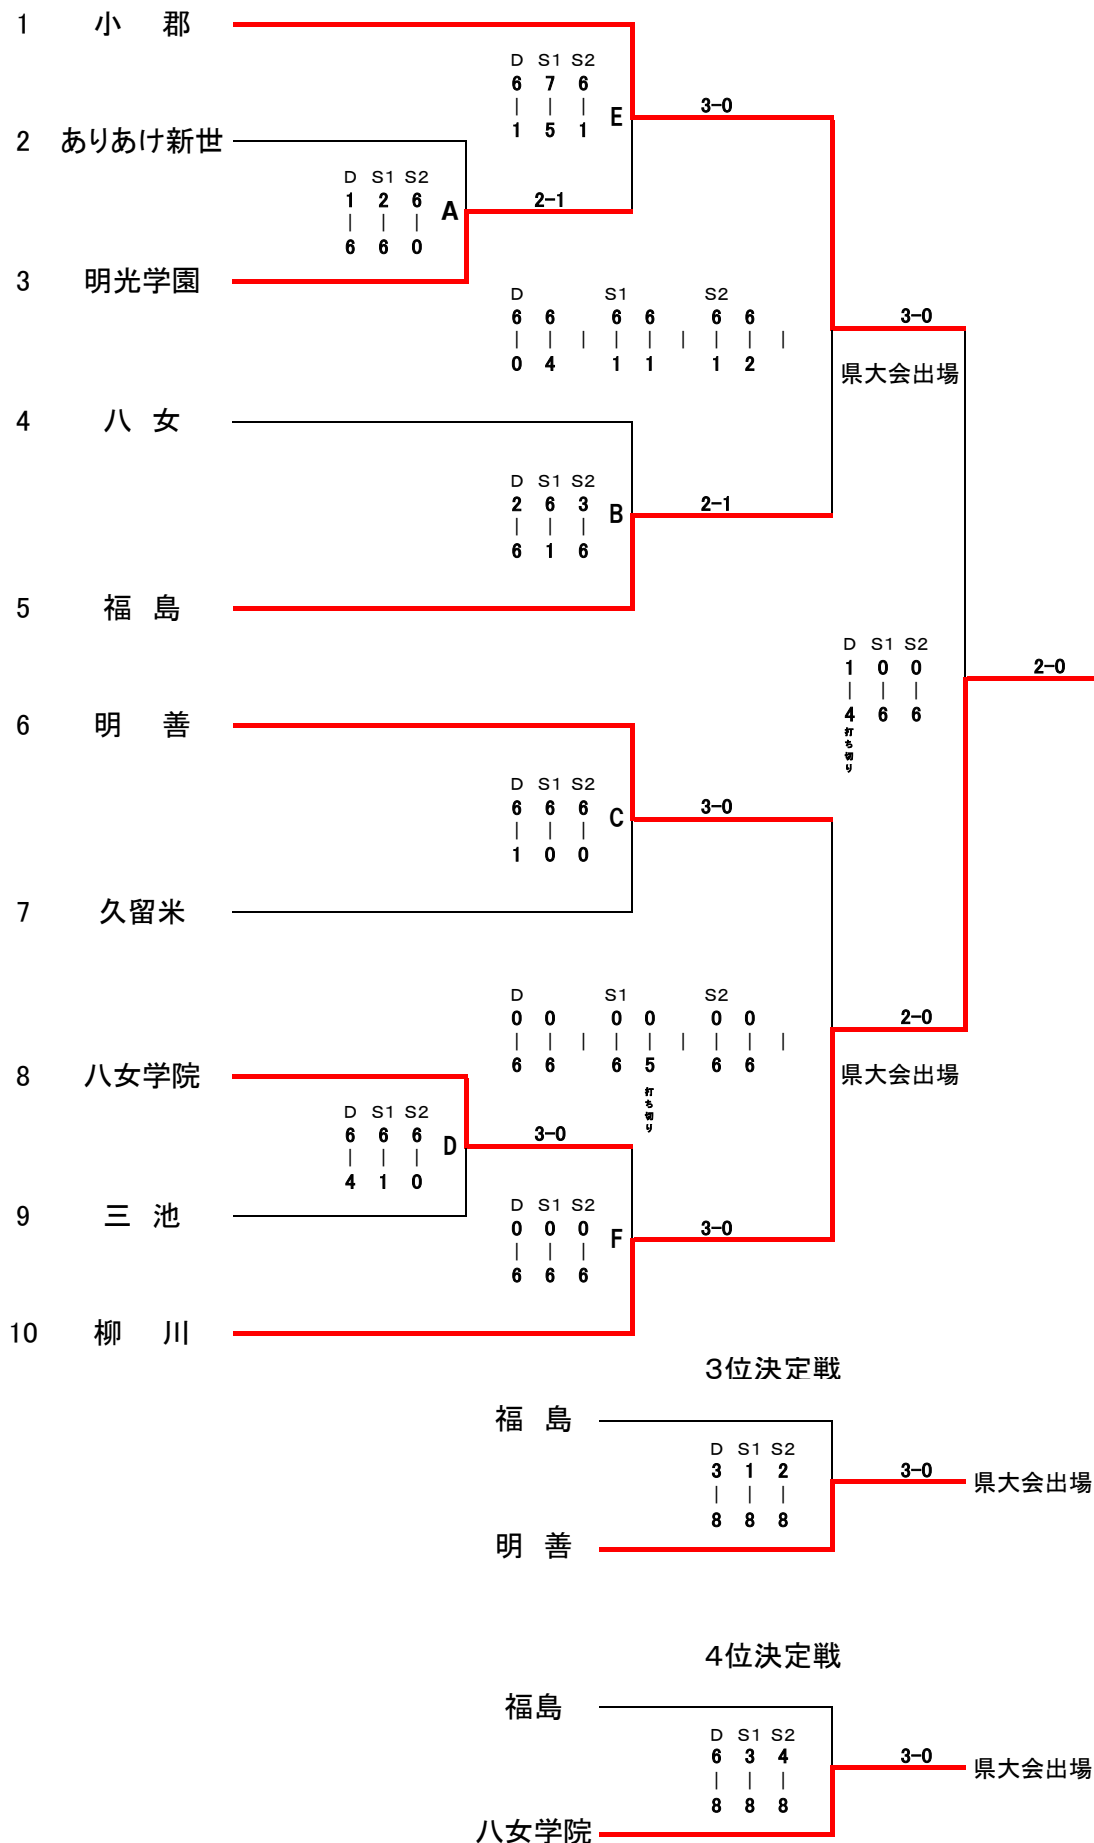 1 小 郡
D S1 S2
6 7 6
| | |
1 5 1
E
3-0
2 ありあけ新世
D S1 S2
1 2 6
| | |
6 6 0
A
2-1
3 明光学園
D S1 S2
6 6 6 6 6 6
| | | | | | | | |
0 4 1 1 1 2
3-0
県大会出場
4 八 女
D S1 S2
2 6 3
| | |
6 1 6
B
2-1
5 福 島
D S1 S2
1 0 0
| | |
4 6 6
打ち切り
2-0
6 明 善
D S1 S2
6 6 6
| | |
1 0 0
C
3-0
7 久留米
D S1 S2
0 0 0 0 0 0
| | | | | | | | |
6 6 6 5 6 6
打ち切り
2-0
県大会出場
8 八女学院
D S1 S2
6 6 6
| | |
4 1 0
D
3-0
9 三 池
D S1 S2
0 0 0
| | |
6 6 6
F
3-0
10 柳 川
3位決定戦
福 島
D S1 S2
3 1 2
| | |
8 8 8
3-0
県大会出場
明 善
4位決定戦
福島
D S1 S2
6 3 4
| | |
8 8 8
3-0
県大会出場
八女学院